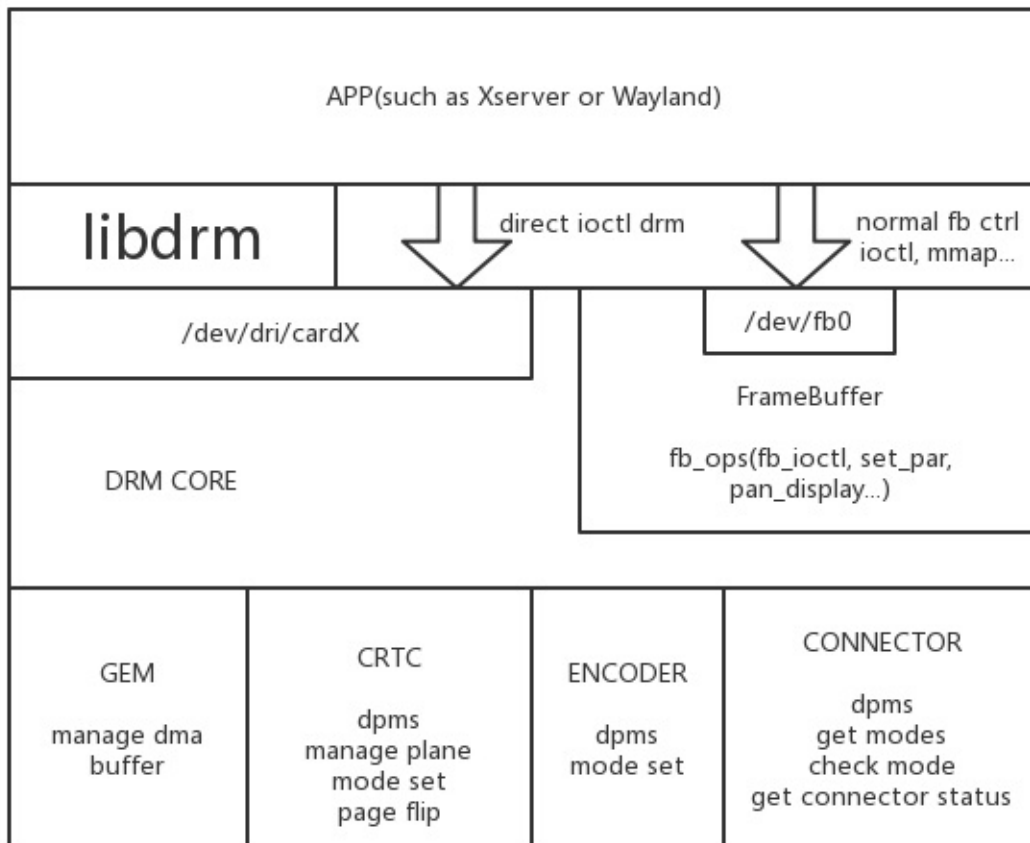 APP(such as Xserver or Wayland)
libdrm
direct ioctl drm
normal fb ctrl
ioctl, mmap...
/dev/dri/cardX
/dev/fb0
FrameBuffer
fb_ops(fb_ioctl, set_par,
pan_display...)
DRM CORE
GEM
manage dma
buffer
CRTC
dpms
manage plane
mode set
page flip
ENCODER
dpms
mode set
CONNECTOR
dpms
get modes
check mode
get connector status